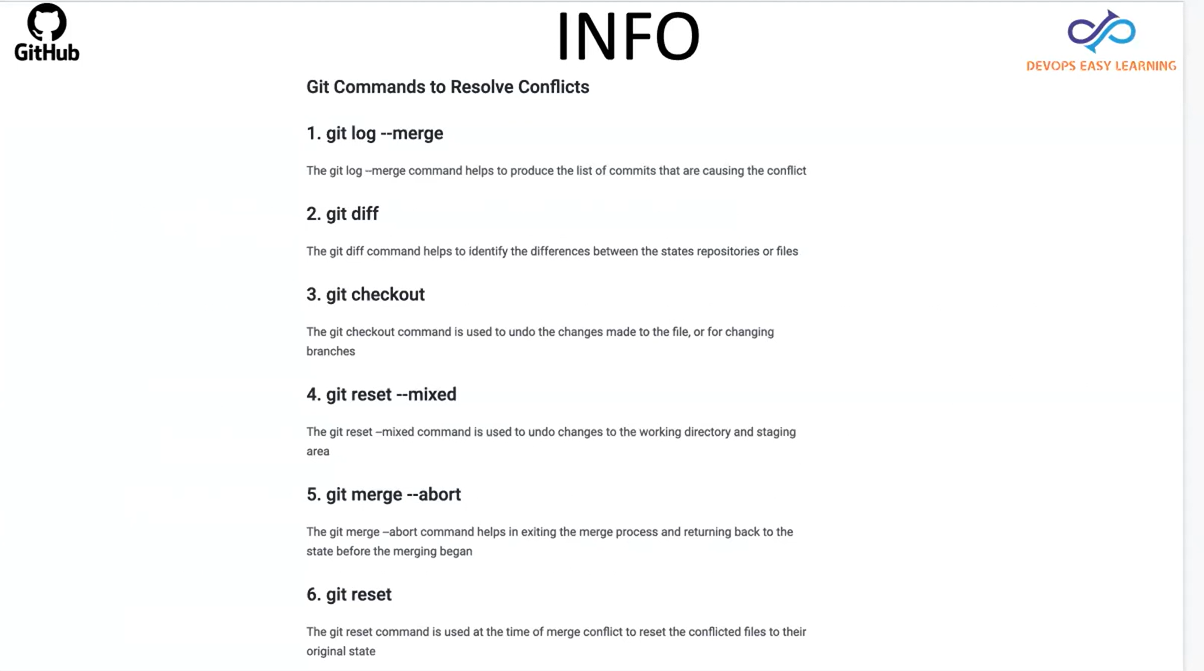 GitHub
INFO
DEVOPS EASY LEARNING
Git Commands to Resolve Conflicts
1. git log --merge
The git log –merge command helps to produce the list of commits that are causing the conflict
2. git diff
The git diff command helps to identify the differences between the states repositories or files
3. git checkout
The git checkout command is used to undo the changes made to the file, or for changing
branches
4. git reset --mixed
The git reset –mixed command is used to undo changes to the working directory and staging
area
5. git merge --abort
The git merge –abort command helps in exiting the merge process and returning back to the
state before the merging began
6. git reset
The git reset command is used at the time of merge conflict to reset the conflicted files to their
original state